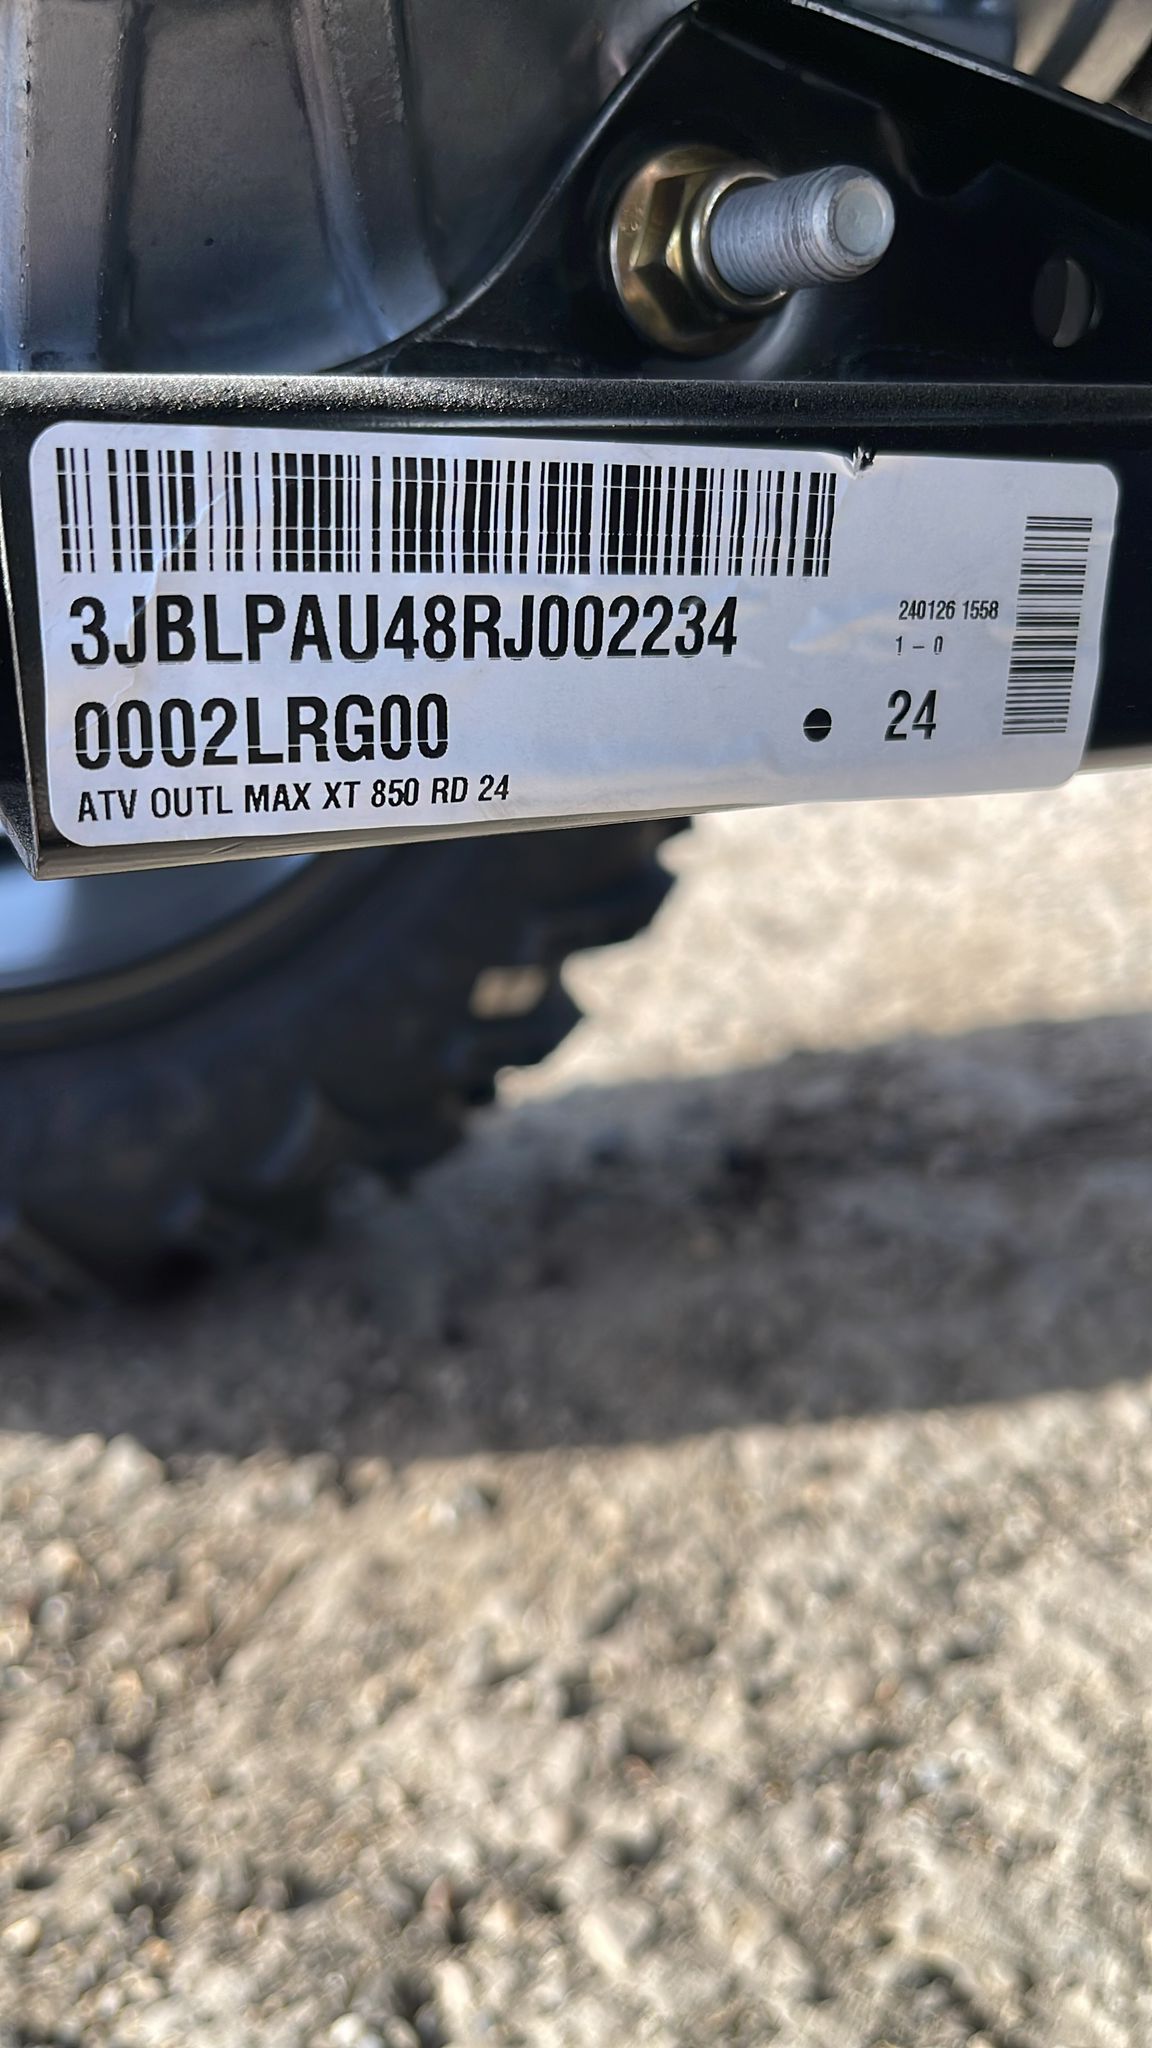 3JBLPAU48RJ002234
240126 1558
1 - 0
0002LRG00
24
ATV OUTL MAX XT 850 RD 24